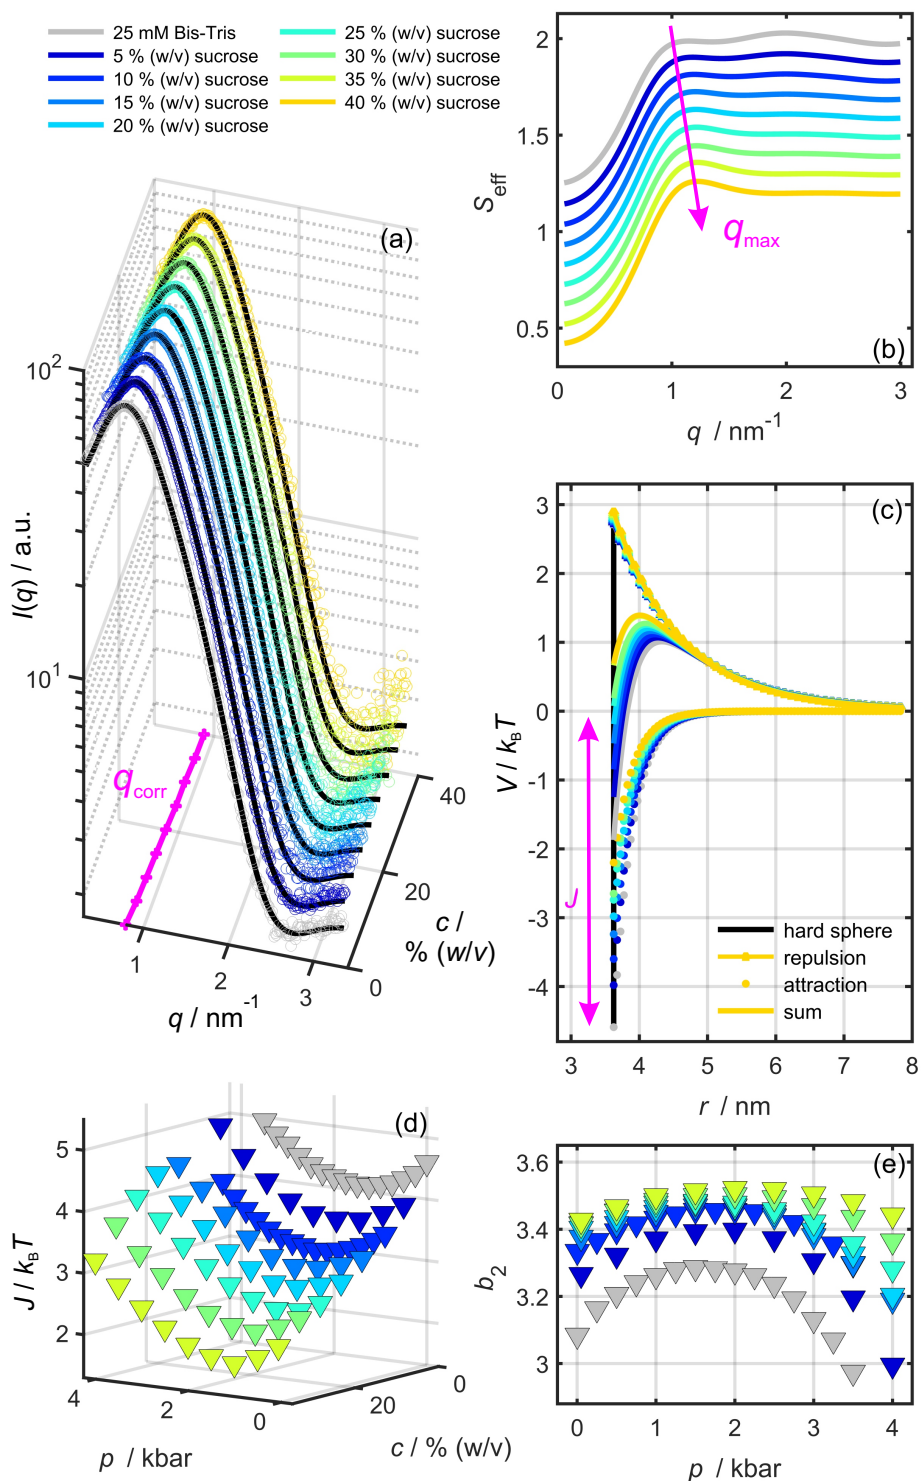 25 mM Bis-Tris
5 % (w/v) sucrose
10 % (w/v) sucrose
15 % (w/v) sucrose
20 % (w/v) sucrose
25 % (w/v) sucrose
30 % (w/v) sucrose
35 % (w/v) sucrose
40 % (w/v) sucrose
(a)
10²
10¹
I(q) / a.u.
q_corr
1
2
3
q / nm⁻¹
0
20
40
c /
% (w/v)
2
1.5
1
0.5
S_eff
q_max
(b)
0
1
2
3
q / nm⁻¹
(c)
3
2
1
0
-1
-2
-3
-4
V / k_BT
J
hard sphere
repulsion
attraction
sum
3
4
5
6
7
8
r / nm
(d)
5
4
3
2
J / k_BT
4
2
0
p / kbar
20
0
c / % (w/v)
(e)
3.6
3.4
3.2
3
b₂
0
1
2
3
4
p / kbar